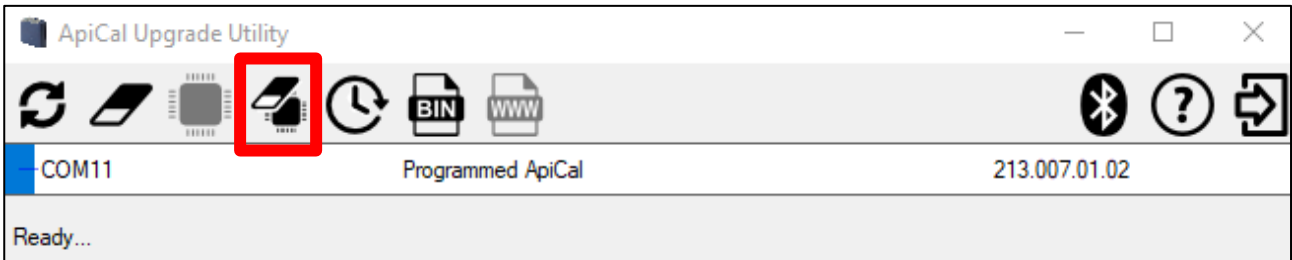 ApiCal Upgrade Utility
BIN WWW ?
COM11 Programmed ApiCal 213.007.01.02
Ready...